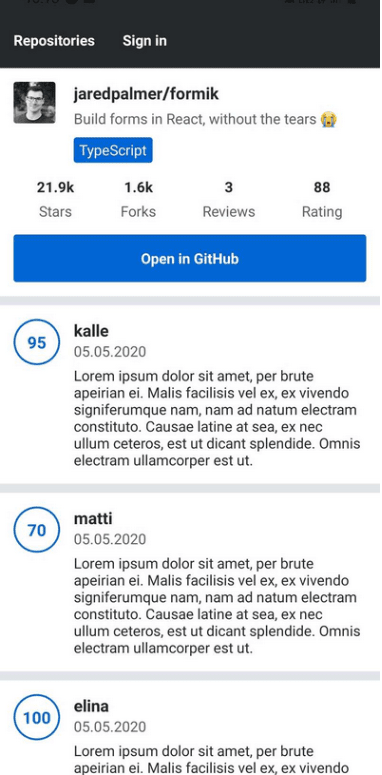 Repositories Sign in
jaredpalmer/formik
Build forms in React, without the tears 😭
TypeScript
21.9k 1.6k 3 88
Stars Forks Reviews Rating
Open in GitHub
95 kalle
05.05.2020
Lorem ipsum dolor sit amet, per brute
apeirian ei. Malis facilisis vel ex, ex vivendo
signiferumque nam, nam ad natum electram
constituto. Causae latine at sea, ex nec
ullum ceteros, est ut dicant splendide. Omnis
electram ullamcorper est ut.
70 matti
05.05.2020
Lorem ipsum dolor sit amet, per brute
apeirian ei. Malis facilisis vel ex, ex vivendo
signiferumque nam, nam ad natum electram
constituto. Causae latine at sea, ex nec
ullum ceteros, est ut dicant splendide. Omnis
electram ullamcorper est ut.
100 elina
05.05.2020
Lorem ipsum dolor sit amet, per brute
apeirian ei. Malis facilisis vel ex, ex vivendo